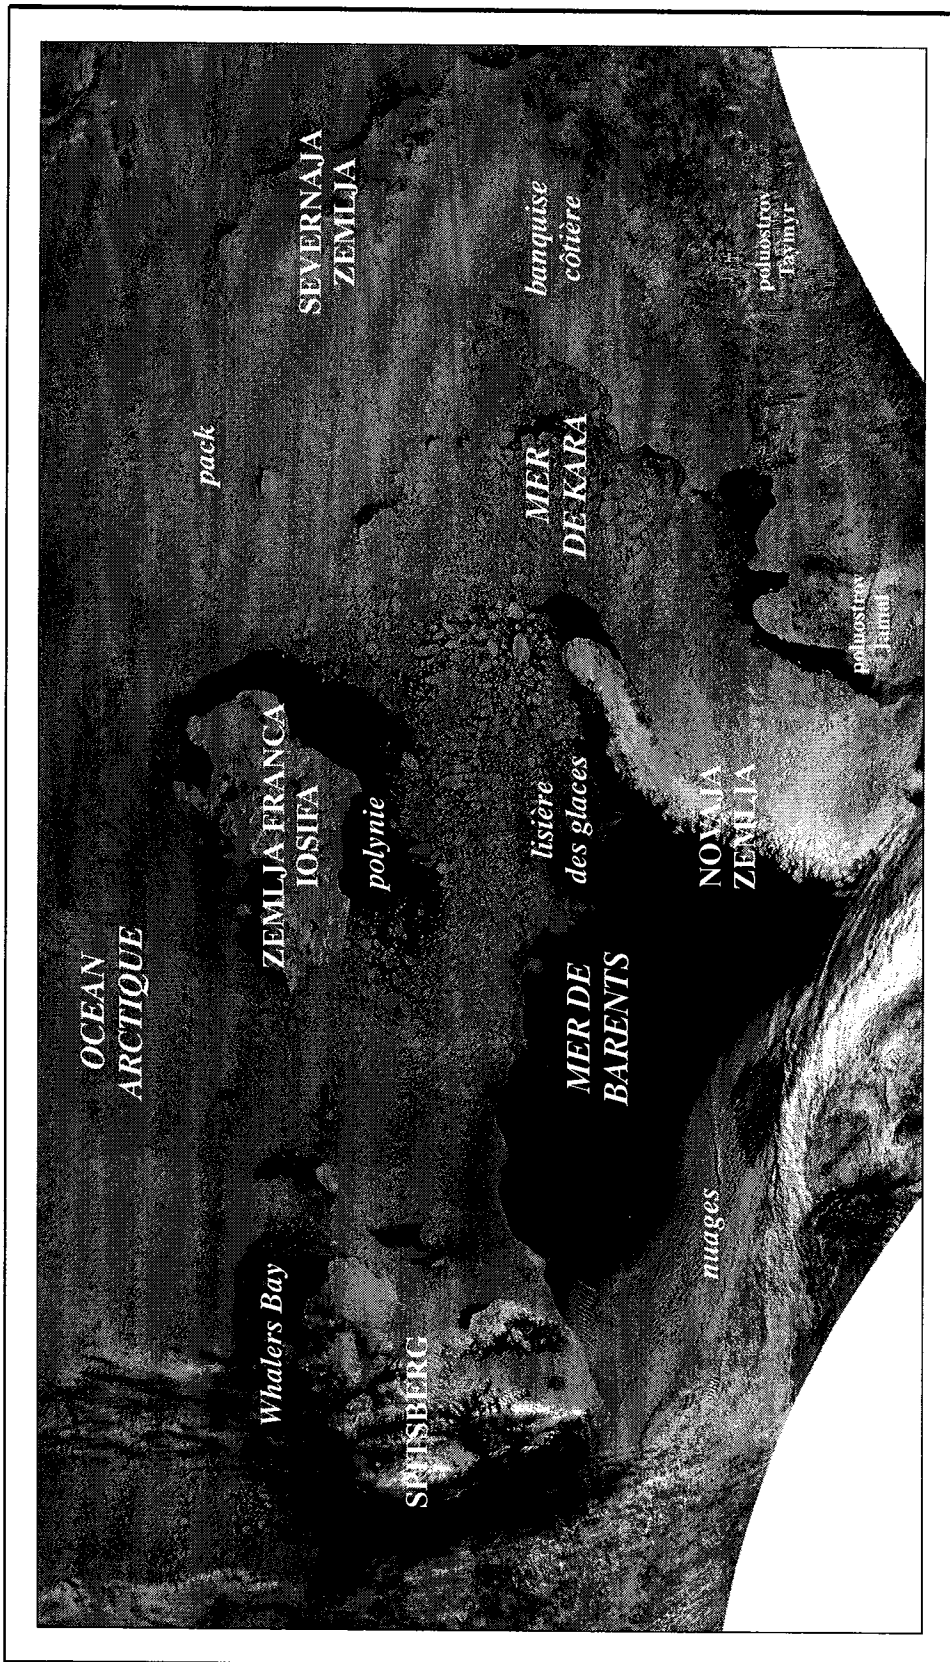 OCEAN
ARCTIQUE
pack
SEVERNAJA
ZEMLJA
Whalers Bay
ZEMLJA FRANCA
IOSIFA
polynie
SPITSBERG
MER DE
BARENTS
lisière
des glaces
MER
DE KARA
banquise
côtière
nuages
NOVAJA
ZEMLJA
poluostrov
Jamal
poluostrov
Taymyr